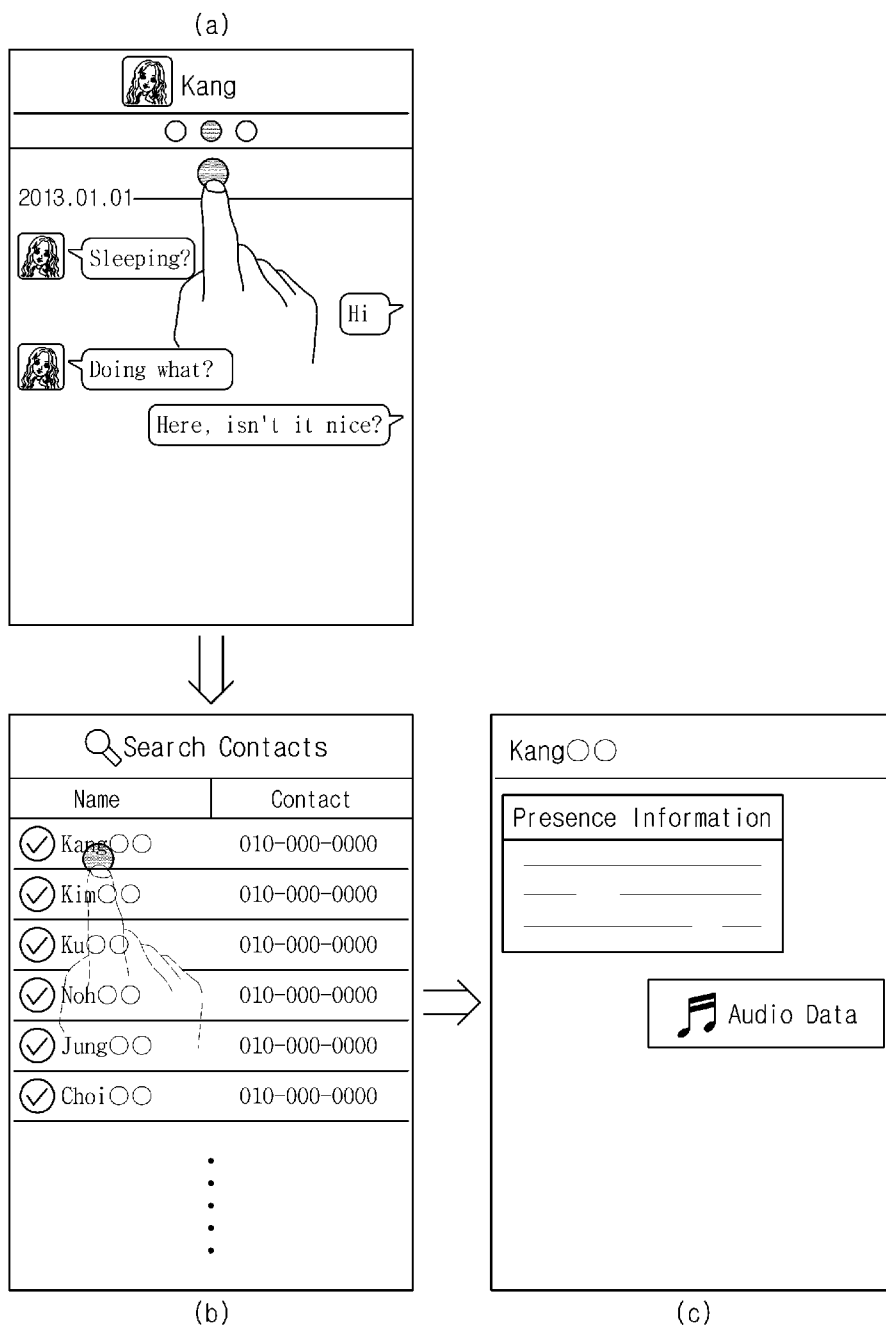 (a)
Kang
2013.01.01
Sleeping?
Hi
Doing what?
Here, isn't it nice?
Search Contacts
Name Contact
Kang○○ 010-000-0000
Kim○○ 010-000-0000
Ku○○ 010-000-0000
Noh○○ 010-000-0000
Jung○○ 010-000-0000
Choi○○ 010-000-0000
(b)
Kang○○
Presence Information
Audio Data
(c)